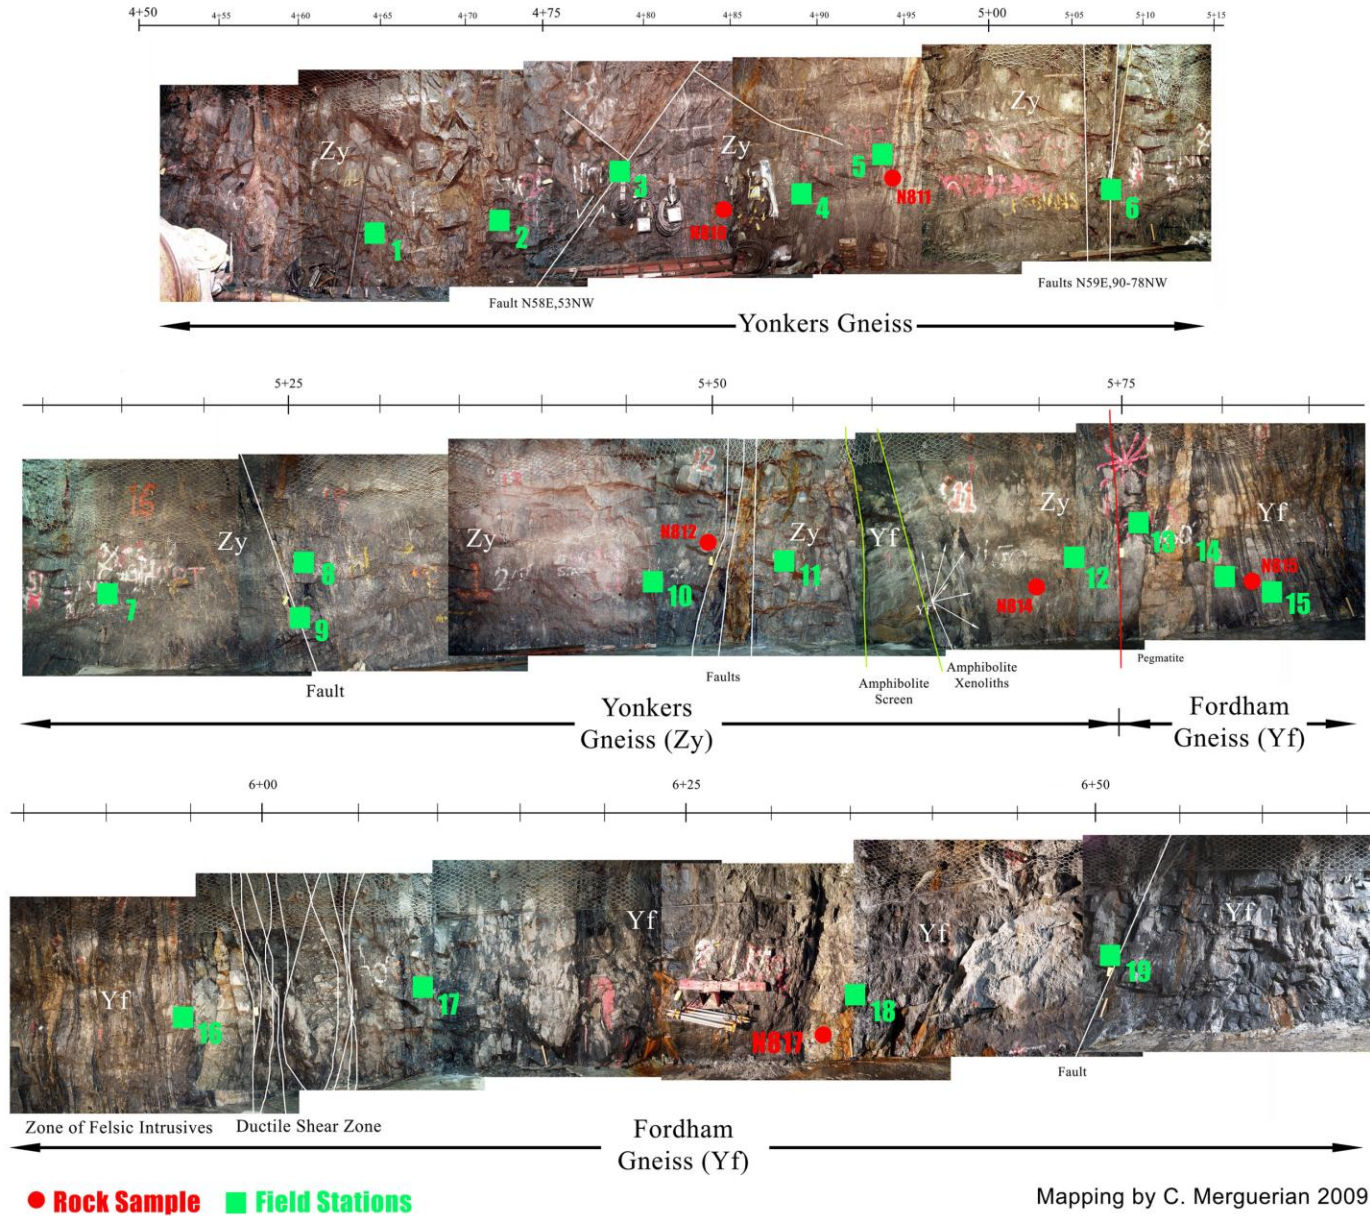 4+50 4+55 4+60 4+65 4+70 4+75 4+80 4+85 4+90 4+95 5+00 5+05 5+10 5+15
Zy
Zy
Zy
1
2
3
4
5
6
N810
N811
Fault N58E,53NW
Faults N59E,90-78NW
Yonkers Gneiss
5+25 5+50 5+75
Zy
Zy
Zy
Yf
Zy
Yf
12
7
8
9
10
11
12
13
14
15
N812
N814
N815
Fault
Faults
Amphibolite
Screen
Amphibolite
Xenoliths
Pegmatite
Yonkers
Gneiss (Zy)
Fordham
Gneiss (Yf)
6+00 6+25 6+50
Yf
Yf
Yf
Yf
16
17
18
19
N817
Zone of Felsic Intrusives
Ductile Shear Zone
Fault
Fordham
Gneiss (Yf)
Rock Sample
Field Stations
Mapping by C. Merguerian 2009